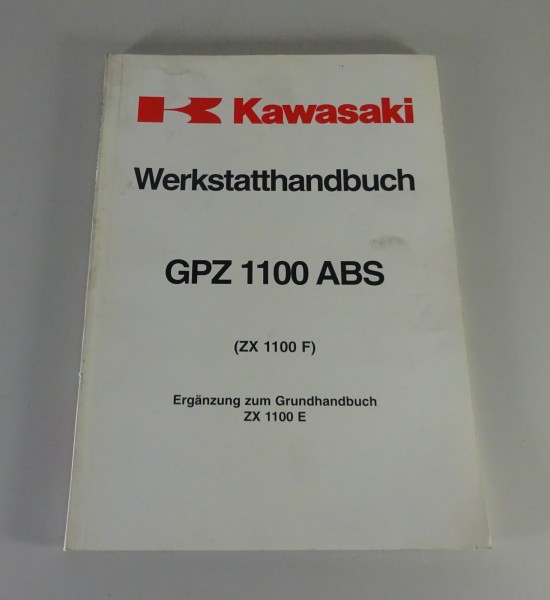 Kawasaki
Werkstatthandbuch
GPZ 1100 ABS
(ZX 1100 F)
Ergänzung zum Grundhandbuch
ZX 1100 E